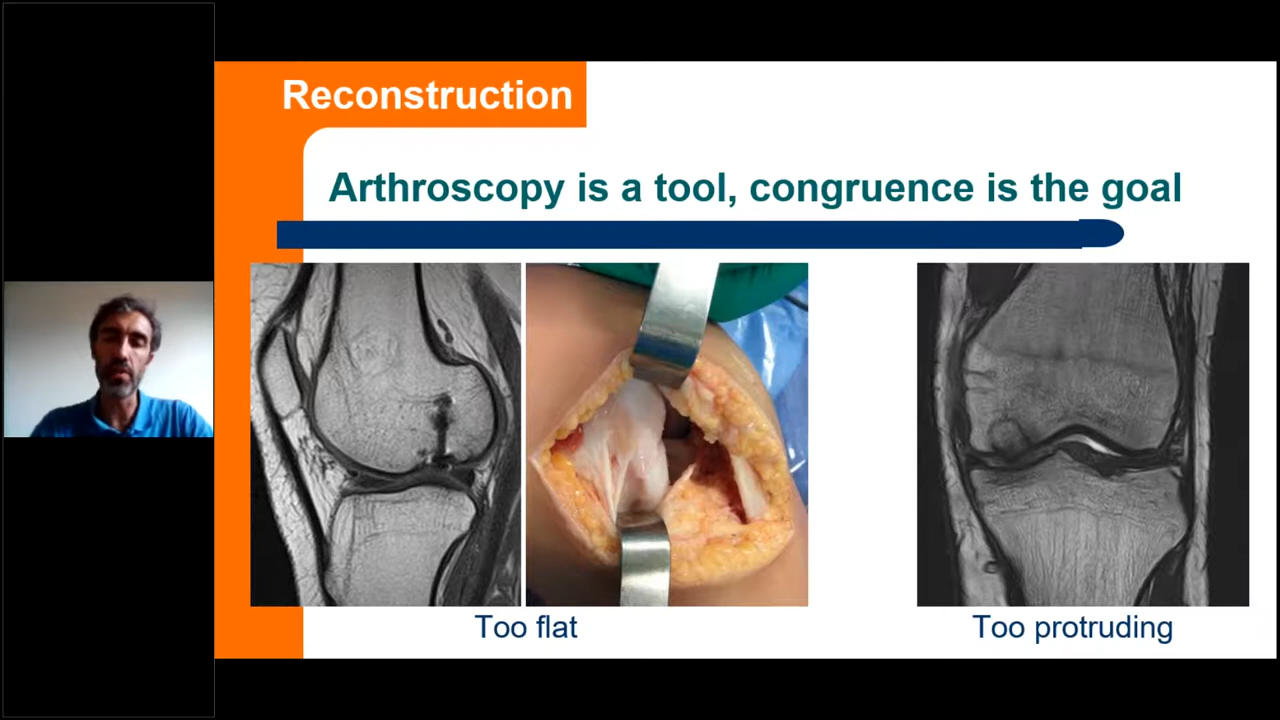 Reconstruction
Arthroscopy is a tool, congruence is the goal
Too flat
Too protruding